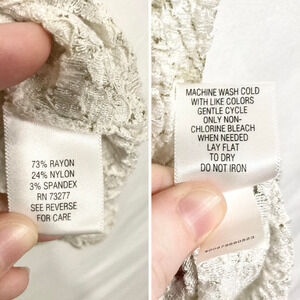 73% RAYON
24% NYLON
3% SPANDEX
RN 73277
SEE REVERSE
FOR CARE
MACHINE WASH COLD
WITH LIKE COLORS
GENTLE CYCLE
ONLY NON-
CHLORINE BLEACH
WHEN NEEDED
LAY FLAT
TO DRY
DO NOT IRON